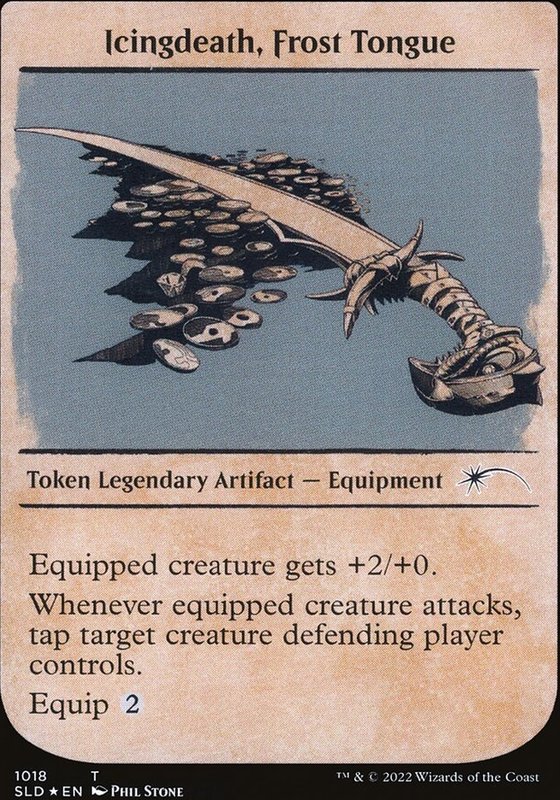 Icingdeath, Frost Tongue
Token Legendary Artifact — Equipment
Equipped creature gets +2/+0.
Whenever equipped creature attacks,
tap target creature defending player
controls.
Equip 2
1018 T
SLD ★ EN PHIL STONE
™ & © 2022 Wizards of the Coast